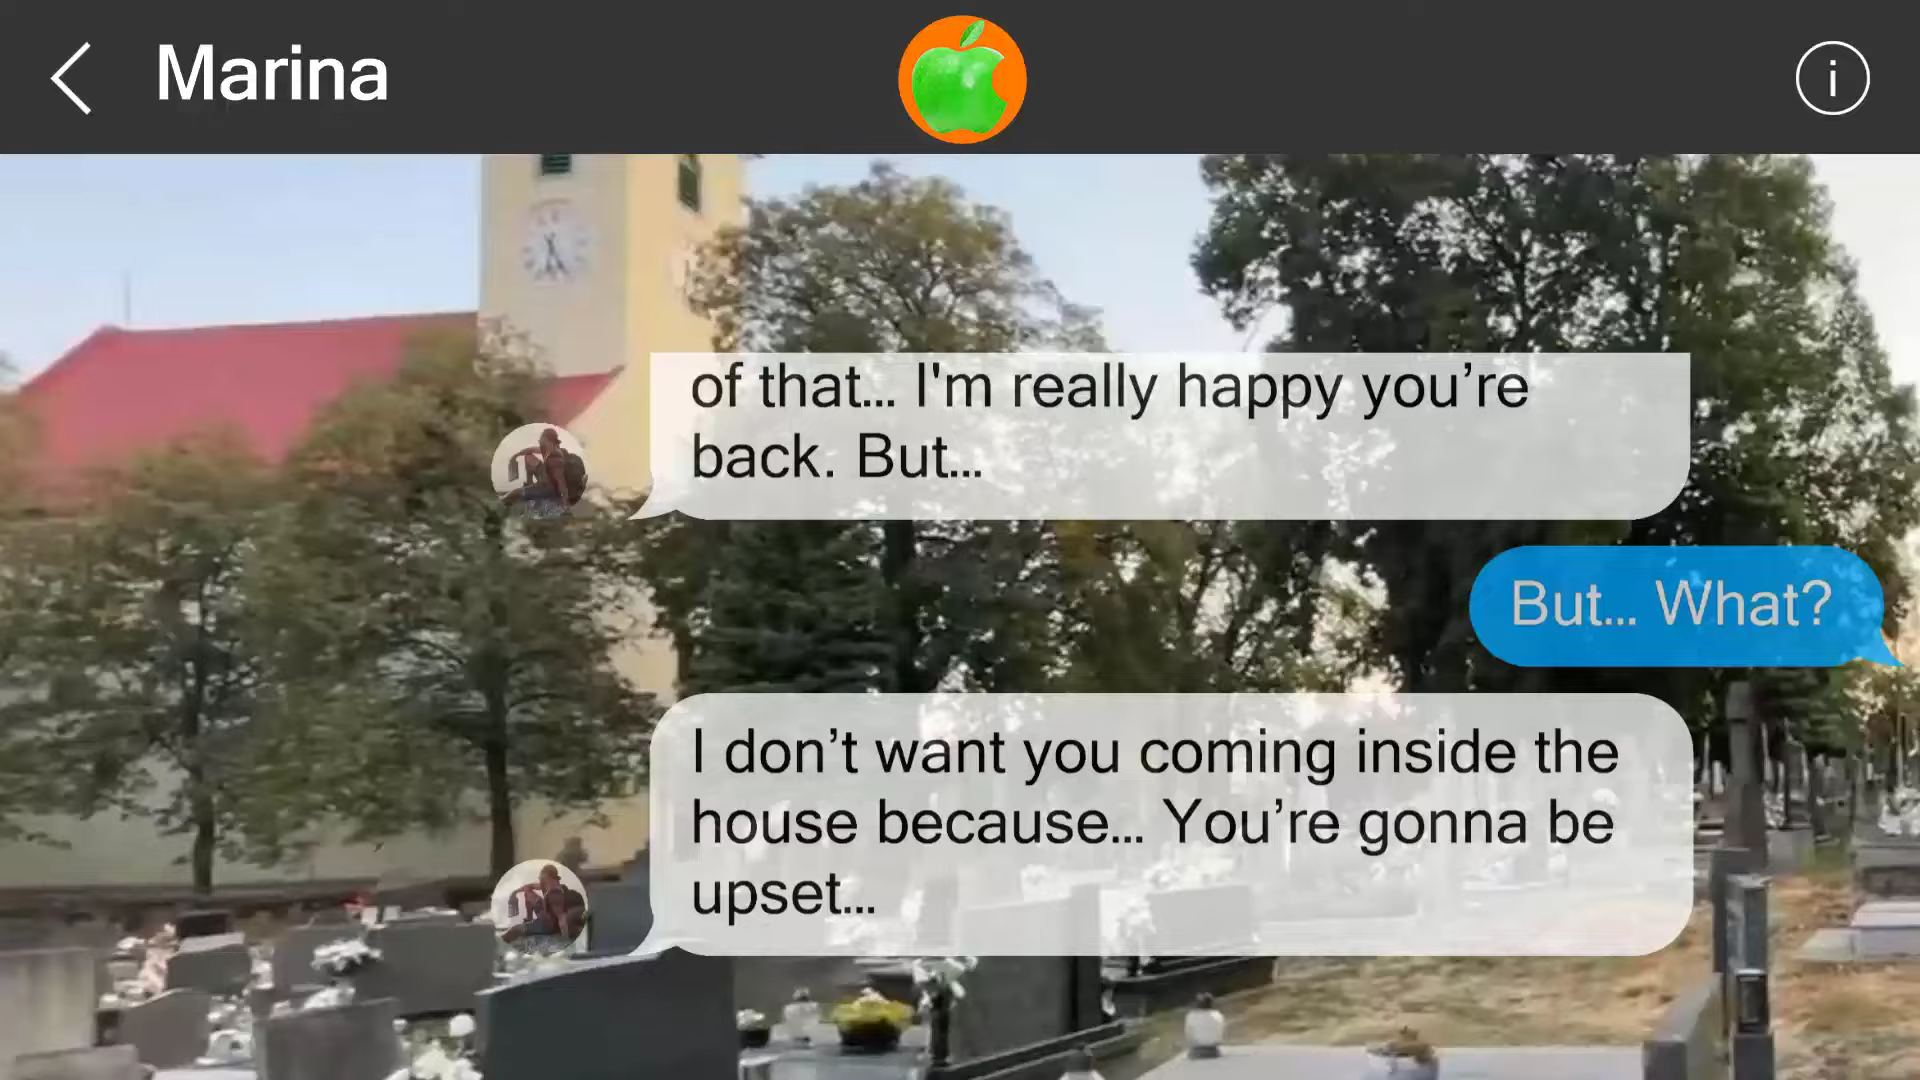 Marina
i
of that... I'm really happy you’re
back. But...
But... What?
I don’t want you coming inside the
house because... You’re gonna be
upset...